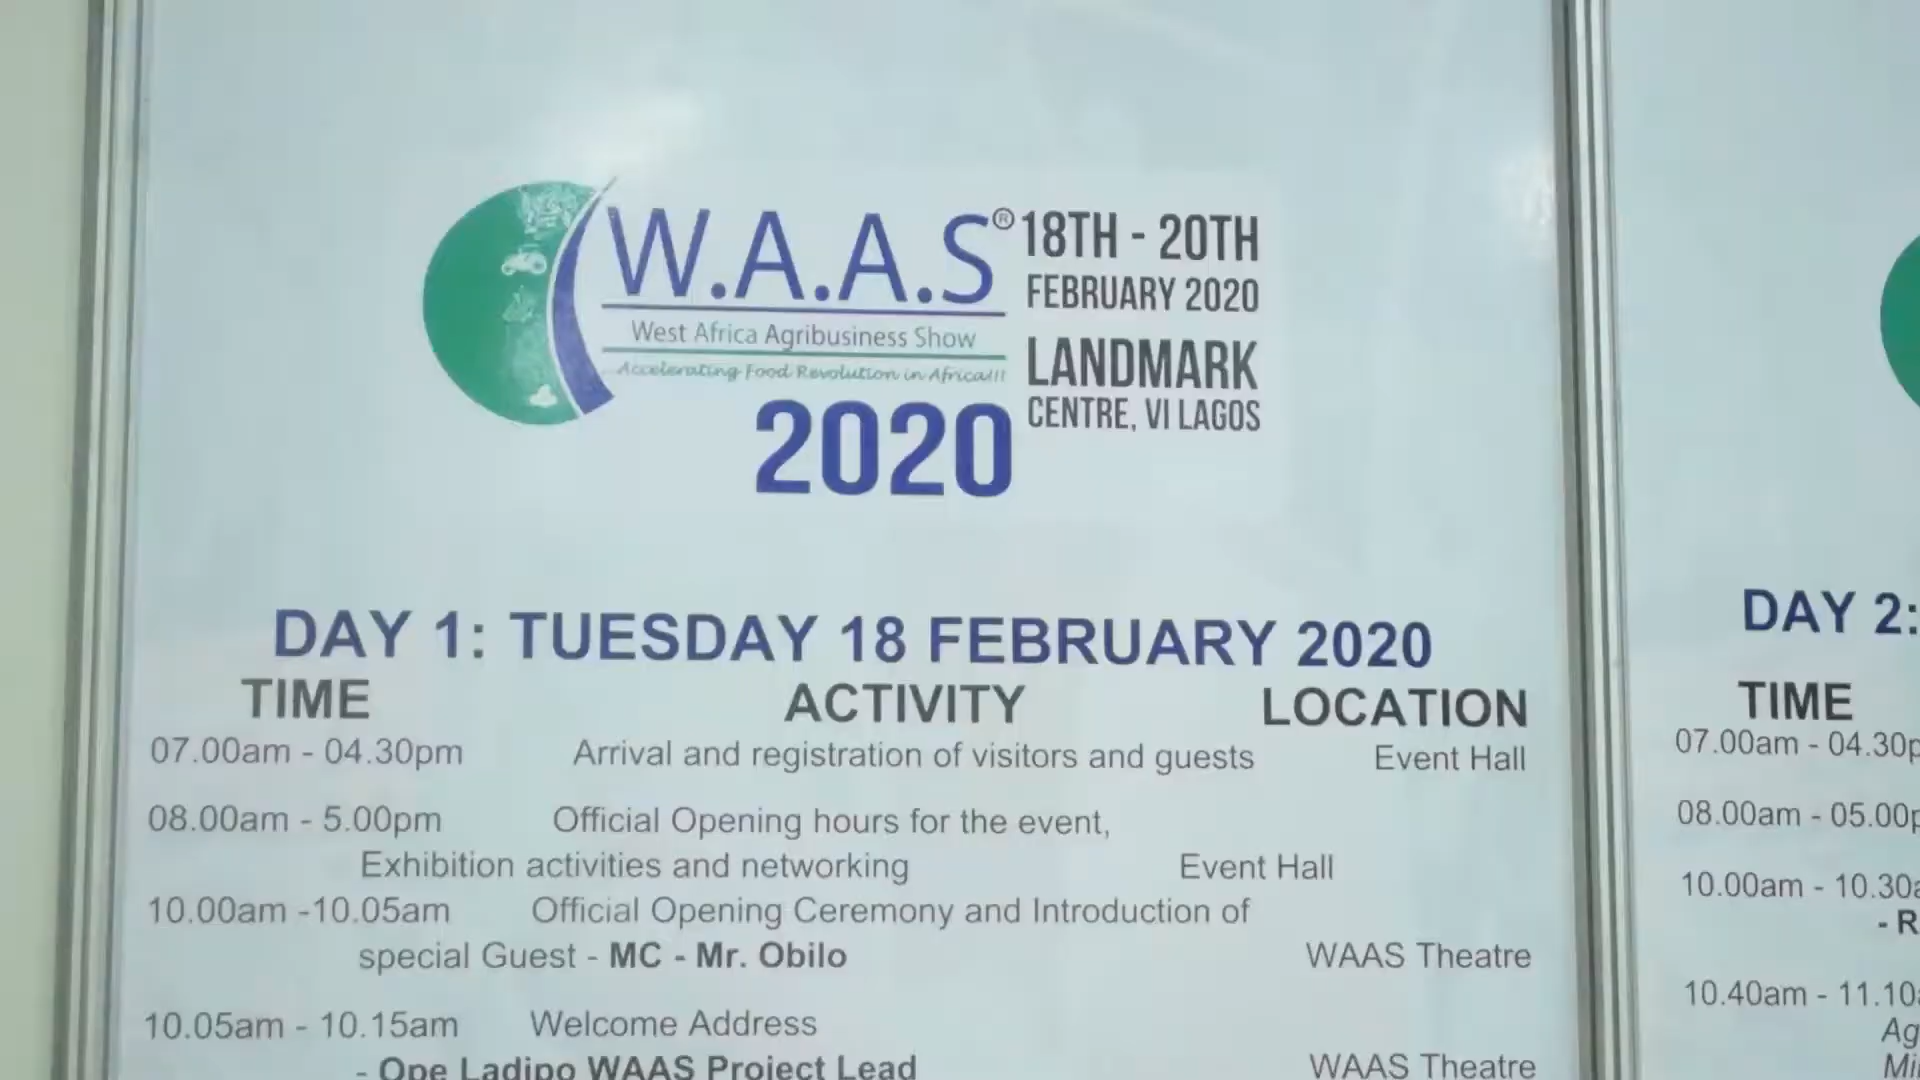 W.A.A.S®
West Africa Agribusiness Show
Accelerating Food Revolution in Africa!!!
2020
18TH - 20TH
FEBRUARY 2020
LANDMARK
CENTRE, VI LAGOS
DAY 1: TUESDAY 18 FEBRUARY 2020
TIME ACTIVITY LOCATION
07.00am - 04.30pm Arrival and registration of visitors and guests Event Hall
08.00am - 5.00pm Official Opening hours for the event,
Exhibition activities and networking Event Hall
10.00am -10.05am Official Opening Ceremony and Introduction of
special Guest - MC - Mr. Obilo WAAS Theatre
10.05am - 10.15am Welcome Address
- Ope Ladipo WAAS Project Lead WAAS Theatre
DAY 2:
TIME
07.00am - 04.30p
08.00am - 05.00p
10.00am - 10.30a
- R
10.40am - 11.10a
Ag
Mi